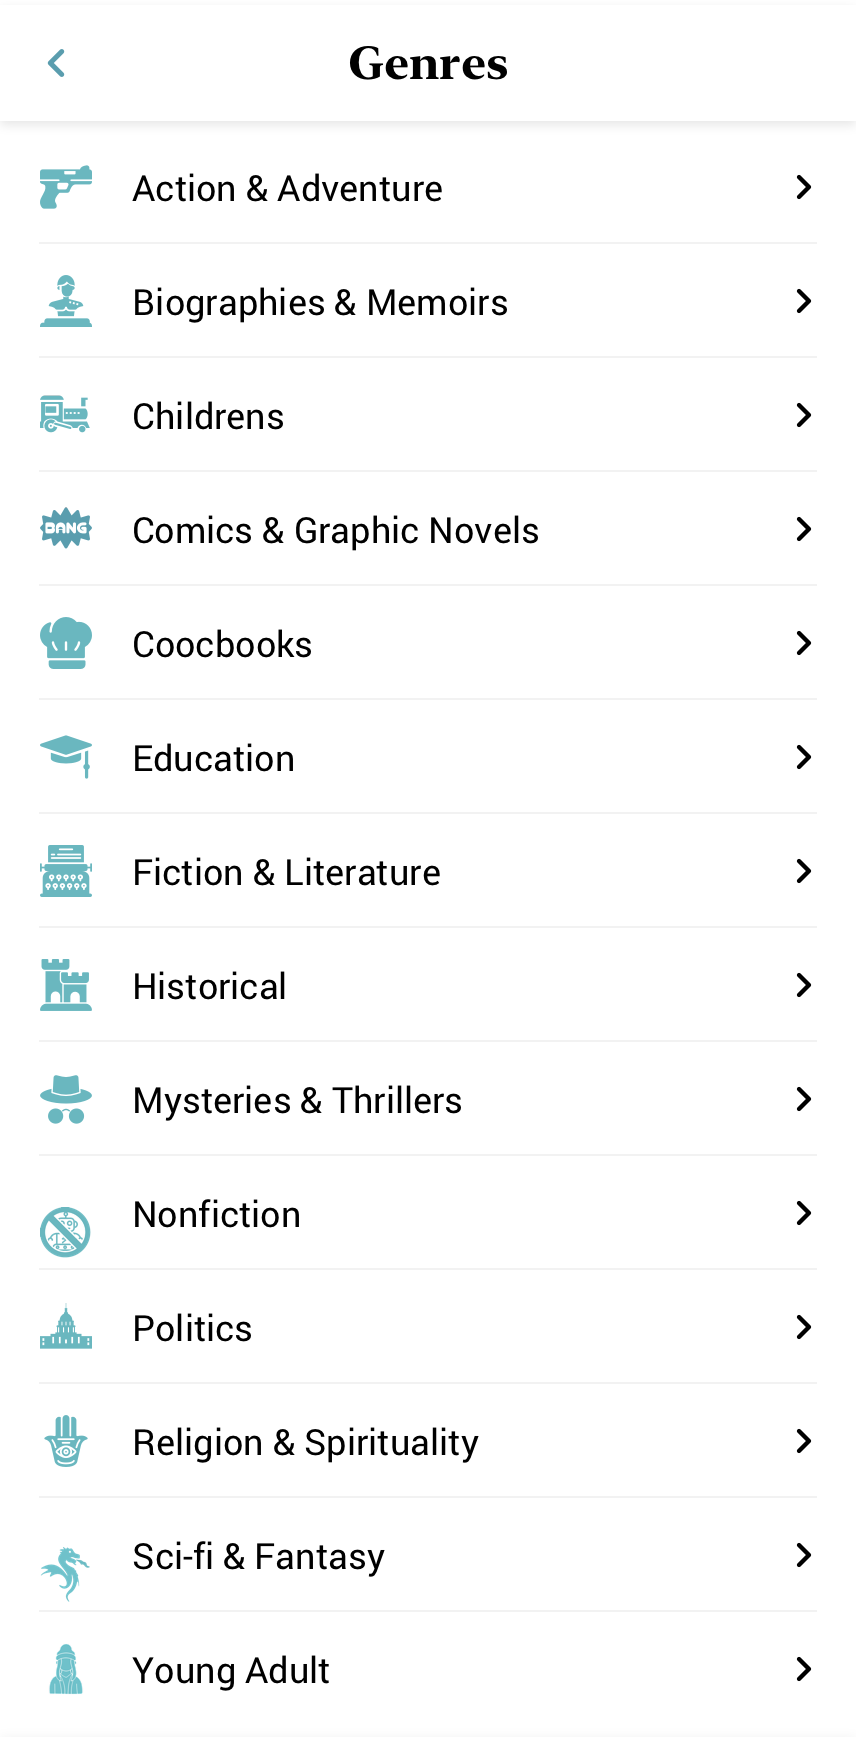 Genres
Action & Adventure
Biographies & Memoirs
Childrens
BANG
Comics & Graphic Novels
Coocbooks
Education
Fiction & Literature
Historical
Mysteries & Thrillers
Nonfiction
Politics
Religion & Spirituality
Sci-fi & Fantasy
Young Adult